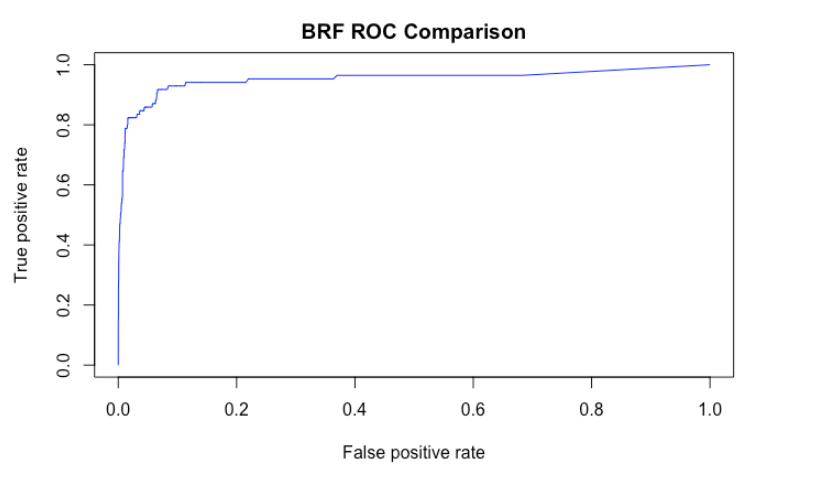 BRF ROC Comparison
True positive rate
1.0
0.8
0.6
0.4
0.2
0.0
0.0 0.2 0.4 0.6 0.8 1.0
False positive rate